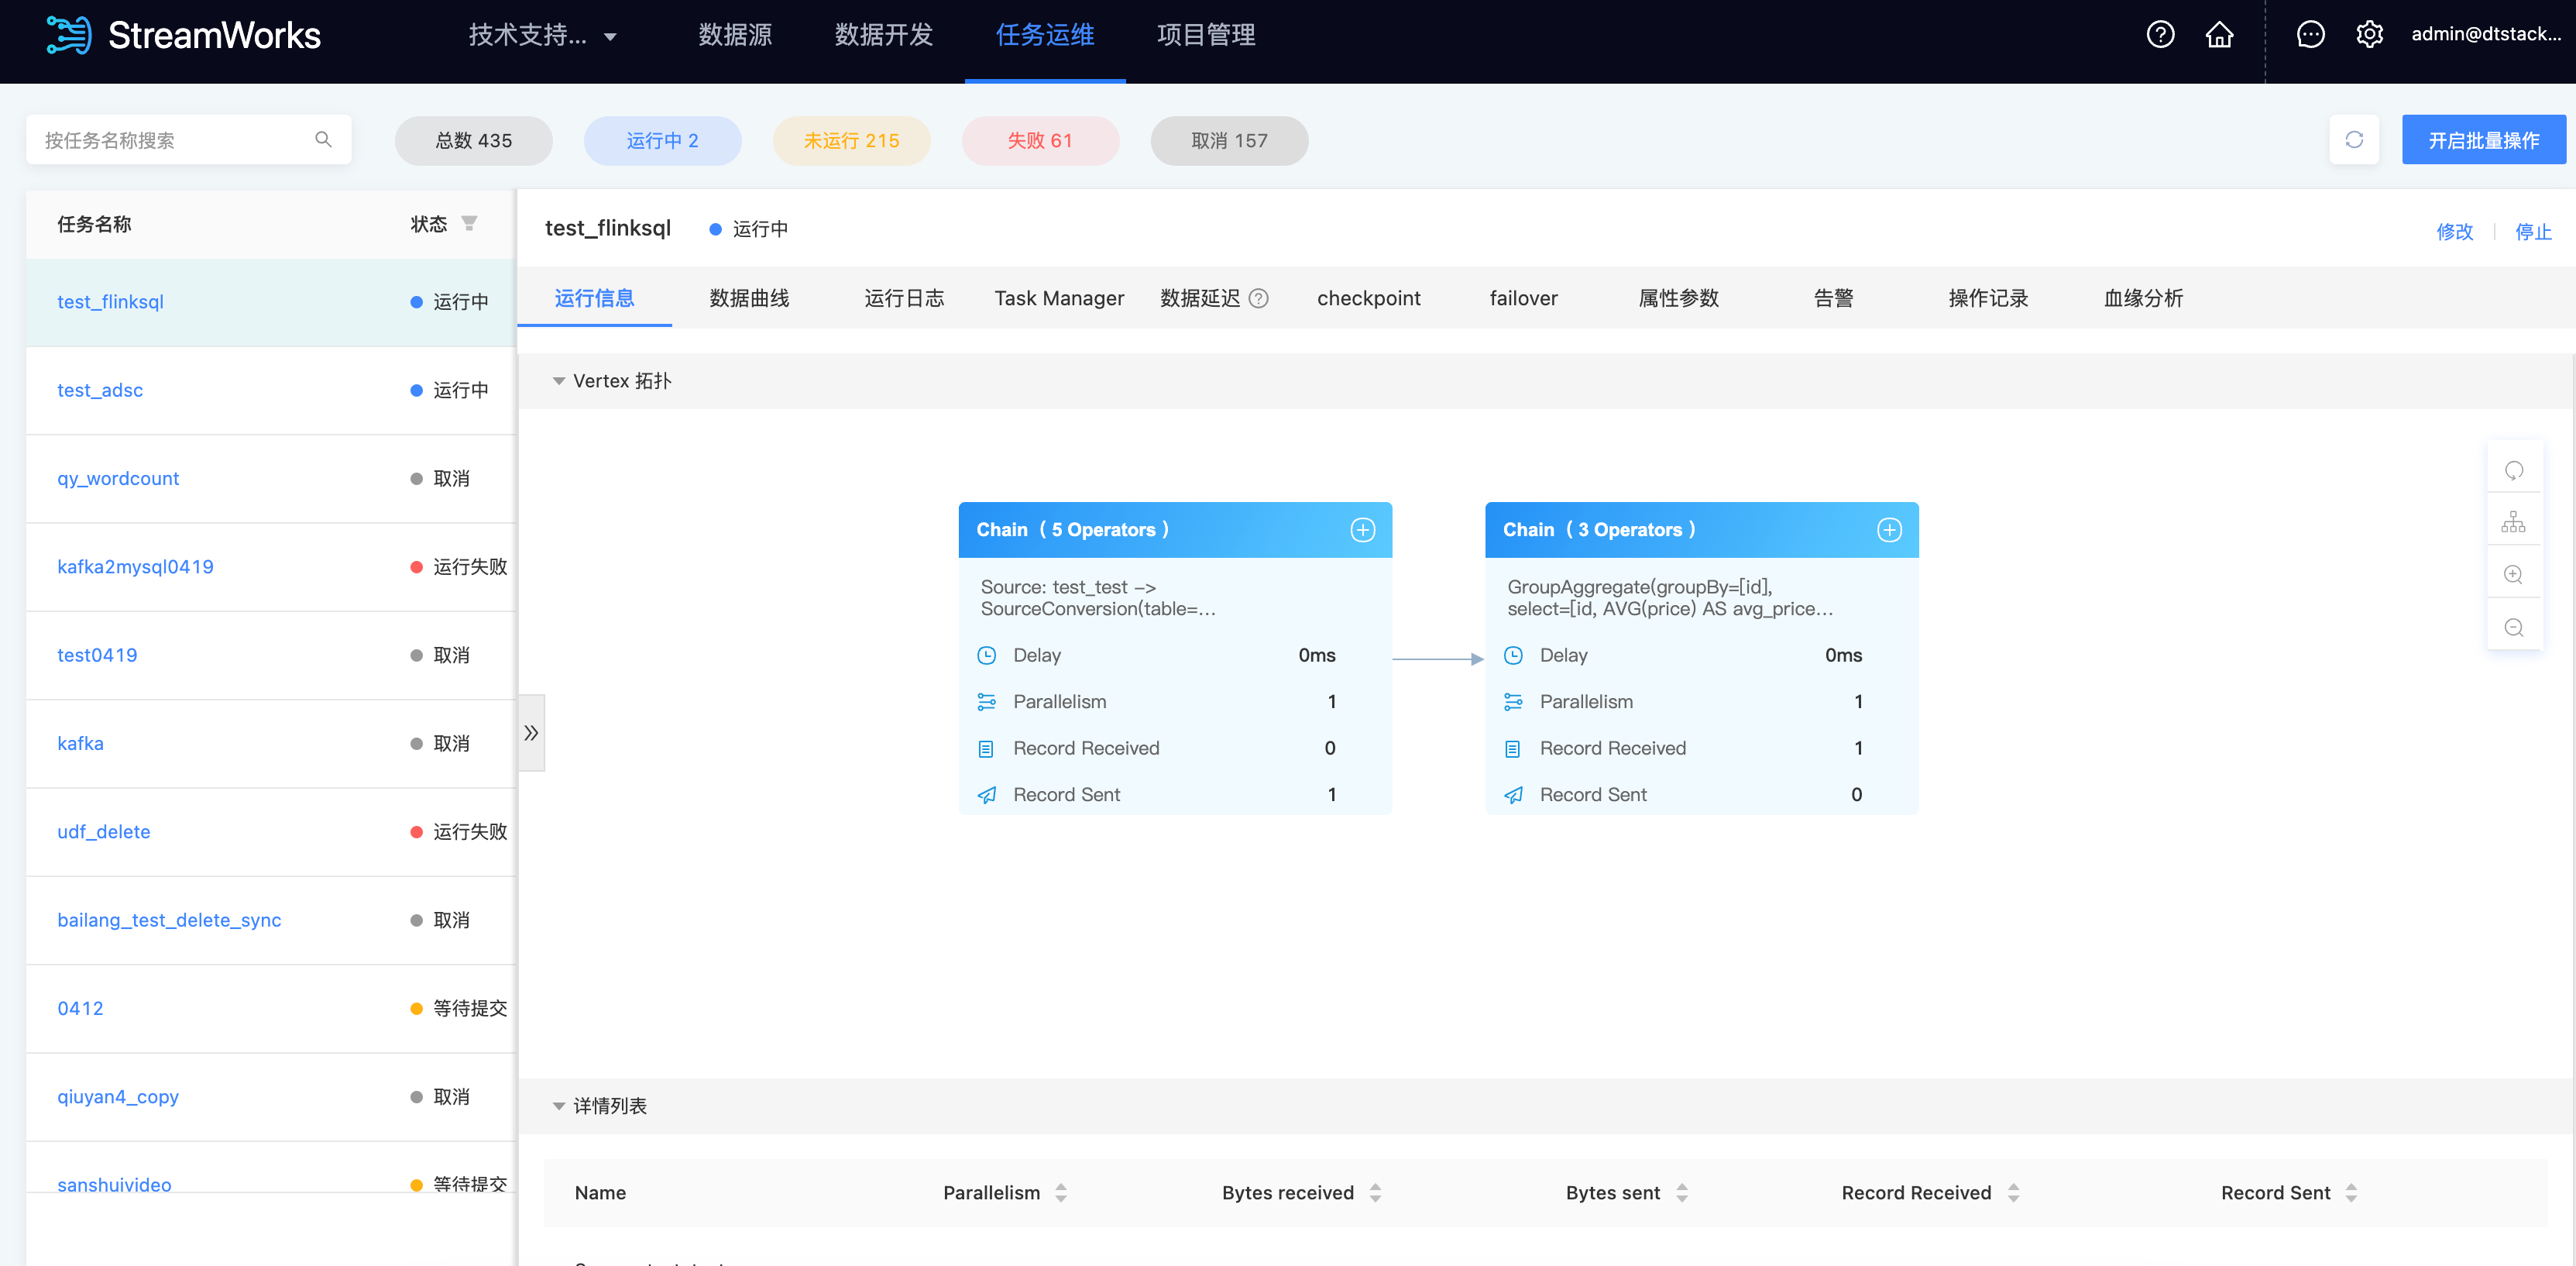 StreamWorks
技术支持...
数据源
数据开发
任务运维
项目管理
admin@dtstack...
按任务名称搜索
总数 435
运行中 2
未运行 215
失败 61
取消 157
开启批量操作
任务名称
状态
test_flinksql
运行中
test_adsc
运行中
qy_wordcount
取消
kafka2mysql0419
运行失败
test0419
取消
kafka
取消
udf_delete
运行失败
bailang_test_delete_sync
取消
0412
等待提交
qiuyan4_copy
取消
sanshuivideo
等待提交
test_flinksql
运行中
修改
停止
运行信息
数据曲线
运行日志
Task Manager
数据延迟
checkpoint
failover
属性参数
告警
操作记录
血缘分析
Vertex 拓扑
Chain（5 Operators）
Source: test_test –>
SourceConversion(table=...
Delay
0ms
Parallelism
1
Record Received
0
Record Sent
1
Chain（3 Operators）
GroupAggregate(groupBy=[id],
select=[id, AVG(price) AS avg_price...
Delay
0ms
Parallelism
1
Record Received
1
Record Sent
0
详情列表
Name
Parallelism
Bytes received
Bytes sent
Record Received
Record Sent